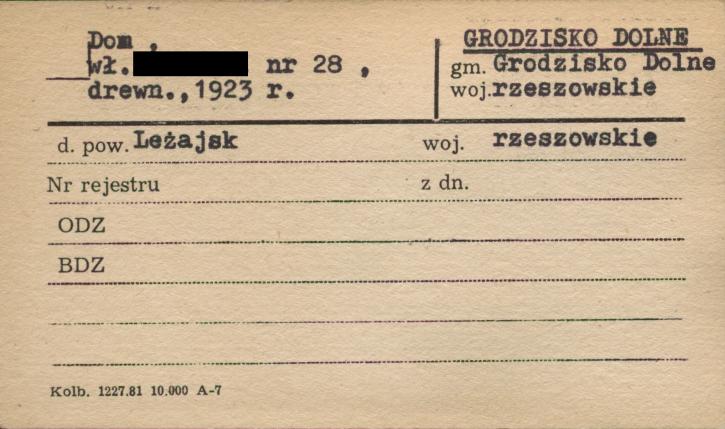 Dom ,
wł. nr 28 ,
drewn., 1923 r.
GRODZISKO DOLNE
gm. Grodzisko Dolne
woj. rzeszowskie
d. pow. Leżajsk woj. rzeszowskie
Nr rejestru z dn.
ODZ
BDZ
Kolb. 1227.81 10.000 A-7